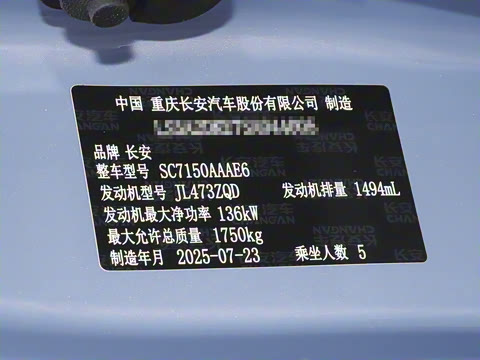 中国 重庆长安汽车股份有限公司 制造
品牌 长安
整车型号 SC7150AAAE6
发动机型号 JL473ZQD 发动机排量 1494mL
发动机最大净功率 136kW
最大允许总质量 1750kg
制造年月 2025-07-23 乘坐人数 5